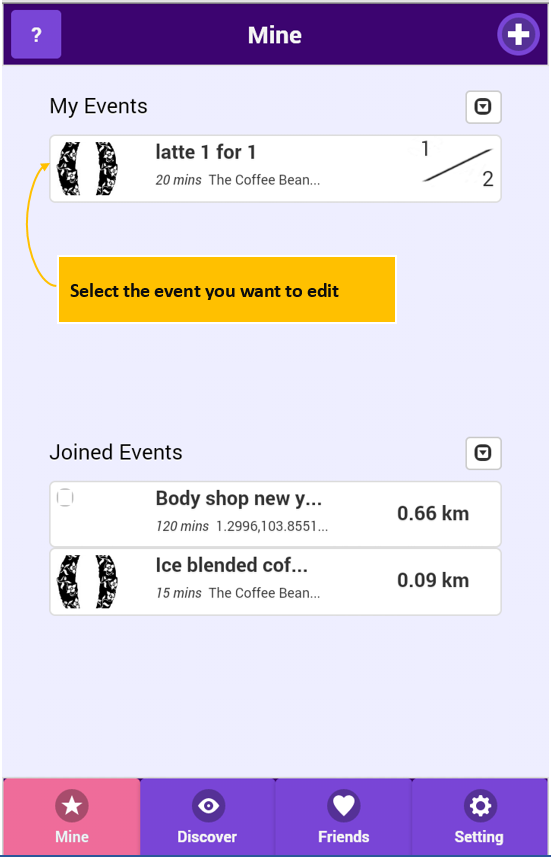 ?
Mine
My Events
latte 1 for 1
20 mins The Coffee Bean...
1
2
Select the event you want to edit
Joined Events
Body shop new y...
120 mins 1.2996,103.8551...
0.66 km
Ice blended cof...
15 mins The Coffee Bean...
0.09 km
Mine Discover Friends Setting